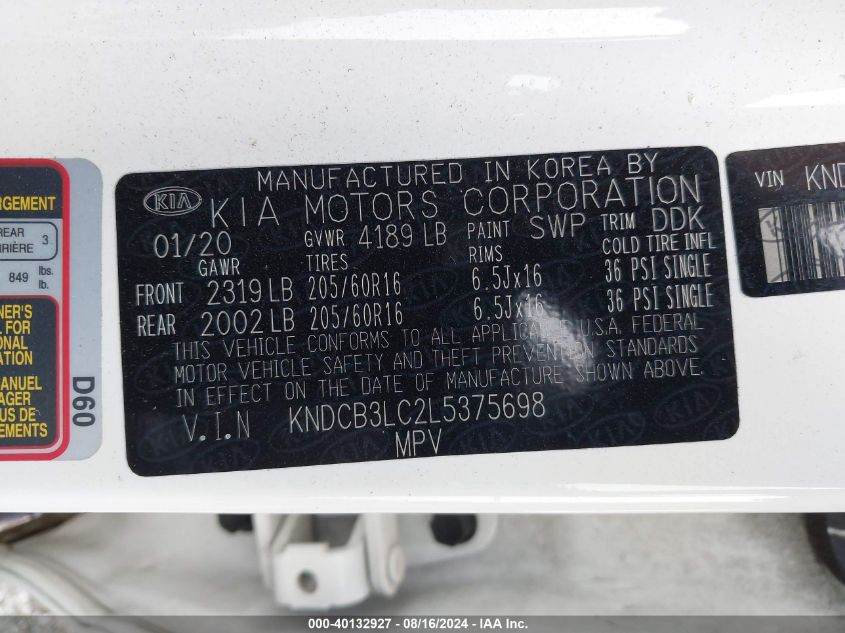 MANUFACTURED IN KOREA BY
KIA KIA MOTORS CORPORATION
01/20 GVWR 4189 LB PAINT SWP TRIM DDK
GAWR TIRES RIMS COLD TIRE INFL
FRONT 2319 LB 205/60R16 6.5Jx16 36 PSI SINGLE
REAR 2002 LB 205/60R16 6.5Jx16 36 PSI SINGLE
THIS VEHICLE CONFORMS TO ALL APPLICABLE U.S.A. FEDERAL
MOTOR VEHICLE SAFETY AND THEFT PREVENTION STANDARDS
IN EFFECT ON THE DATE OF MANUFACTURE SHOWN ABOVE.
V.I.N KNDCB3LC2L5375698
MPV
RGEMENT
REAR
RRIÈRE 3
849 lbs.
lb.
NER'S
L FOR
ONAL
ATION
MANUEL
AGER
US DE
EMENTS.
D60
VIN KND
000-40132927 - 08/16/2024 - IAA Inc.